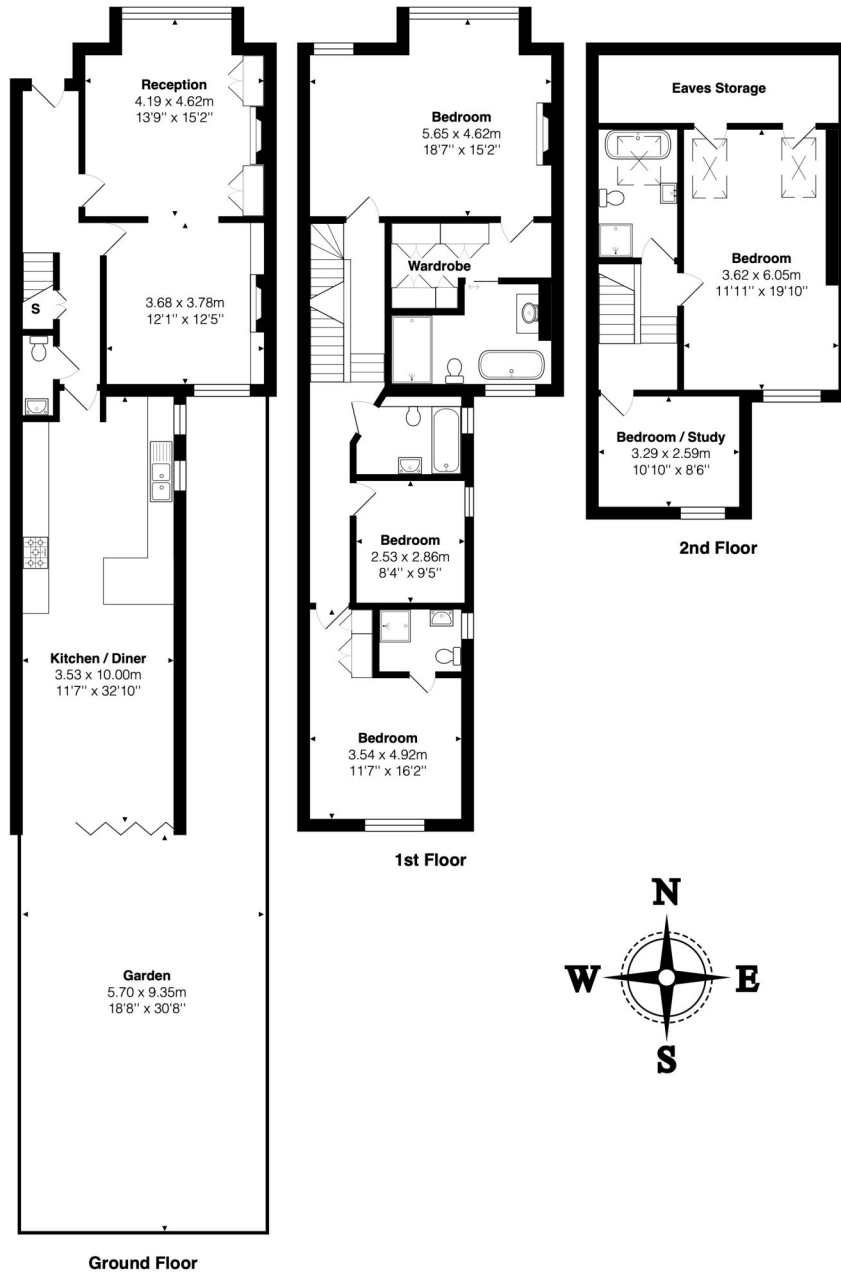 Reception
4.19 x 4.62m
13'9'' x 15'2''
3.68 x 3.78m
12'1'' x 12'5''
S
Kitchen / Diner
3.53 x 10.00m
11'7'' x 32'10''
Garden
5.70 x 9.35m
18'8'' x 30'8''
Ground Floor
Bedroom
5.65 x 4.62m
18'7'' x 15'2''
Wardrobe
Bedroom
2.53 x 2.86m
8'4'' x 9'5''
Bedroom
3.54 x 4.92m
11'7'' x 16'2''
1st Floor
Eaves Storage
Bedroom
3.62 x 6.05m
11'11'' x 19'10''
Bedroom / Study
3.29 x 2.59m
10'10'' x 8'6''
2nd Floor
N
W
E
S